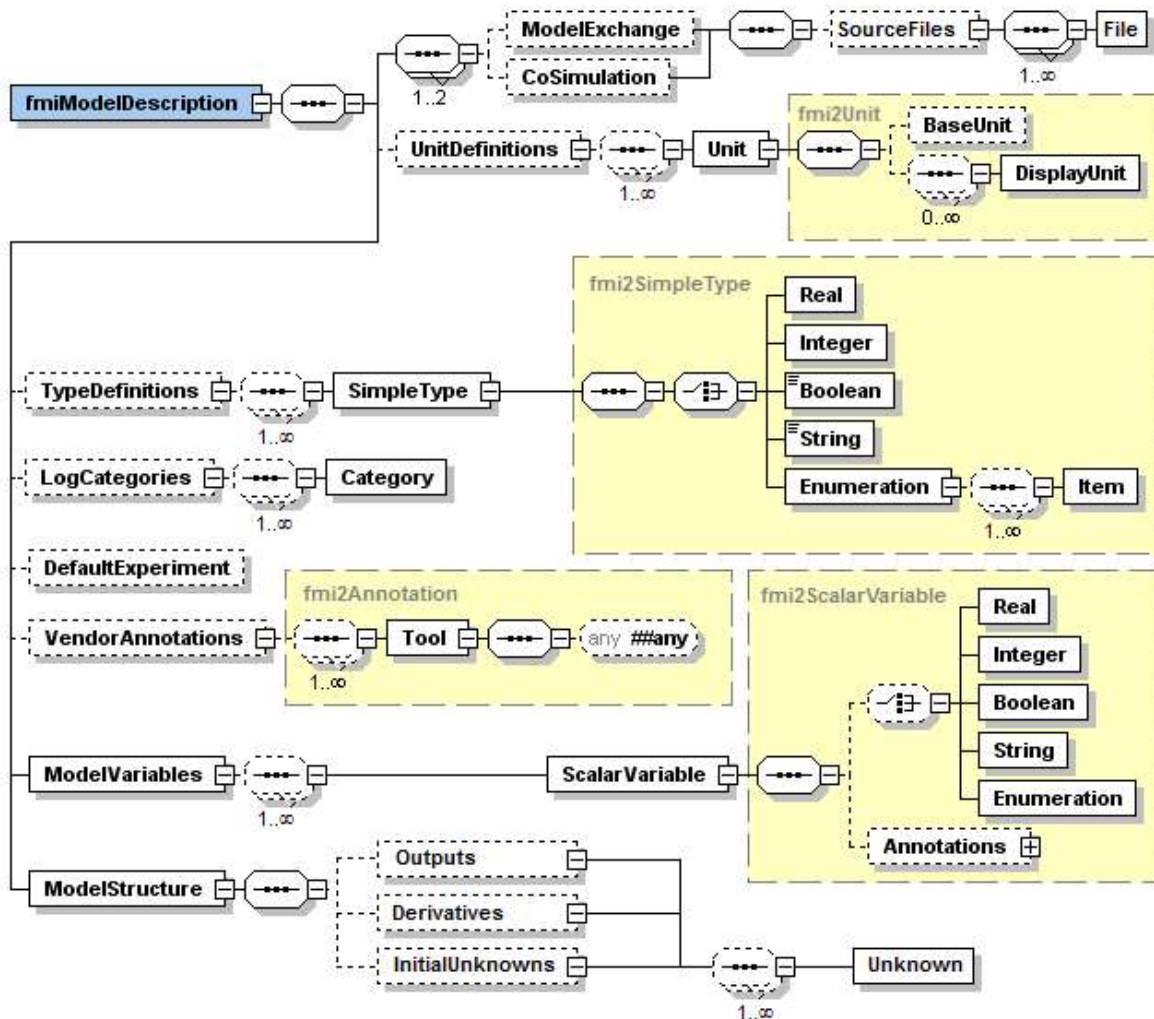 ModelExchange
SourceFiles
File
CoSimulation
1..2
1..∞
fmiModelDescription
fmi2Unit
BaseUnit
UnitDefinitions
Unit
1..∞
DisplayUnit
0..∞
fmi2SimpleType
Real
Integer
TypeDefinitions
SimpleType
Boolean
1..∞
String
LogCategories
Category
Enumeration
Item
1..∞
1..∞
DefaultExperiment
fmi2Annotation
fmi2ScalarVariable
Real
VendorAnnotations
Tool
any ##any
Integer
1..∞
Boolean
String
ModelVariables
ScalarVariable
1..∞
Enumeration
Annotations
Outputs
ModelStructure
Derivatives
InitialUnknowns
Unknown
1..∞